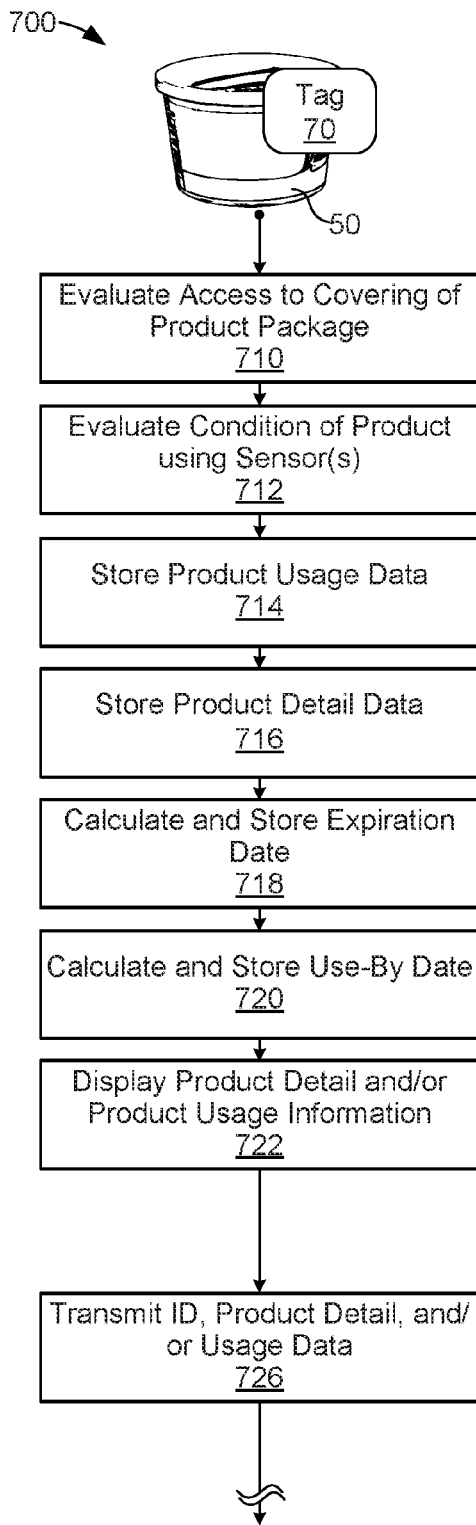 700
Tag
70
50
Evaluate Access to Covering of
Product Package
710
Evaluate Condition of Product
using Sensor(s)
712
Store Product Usage Data
714
Store Product Detail Data
716
Calculate and Store Expiration
Date
718
Calculate and Store Use-By Date
720
Display Product Detail and/or
Product Usage Information
722
Transmit ID, Product Detail, and/
or Usage Data
726